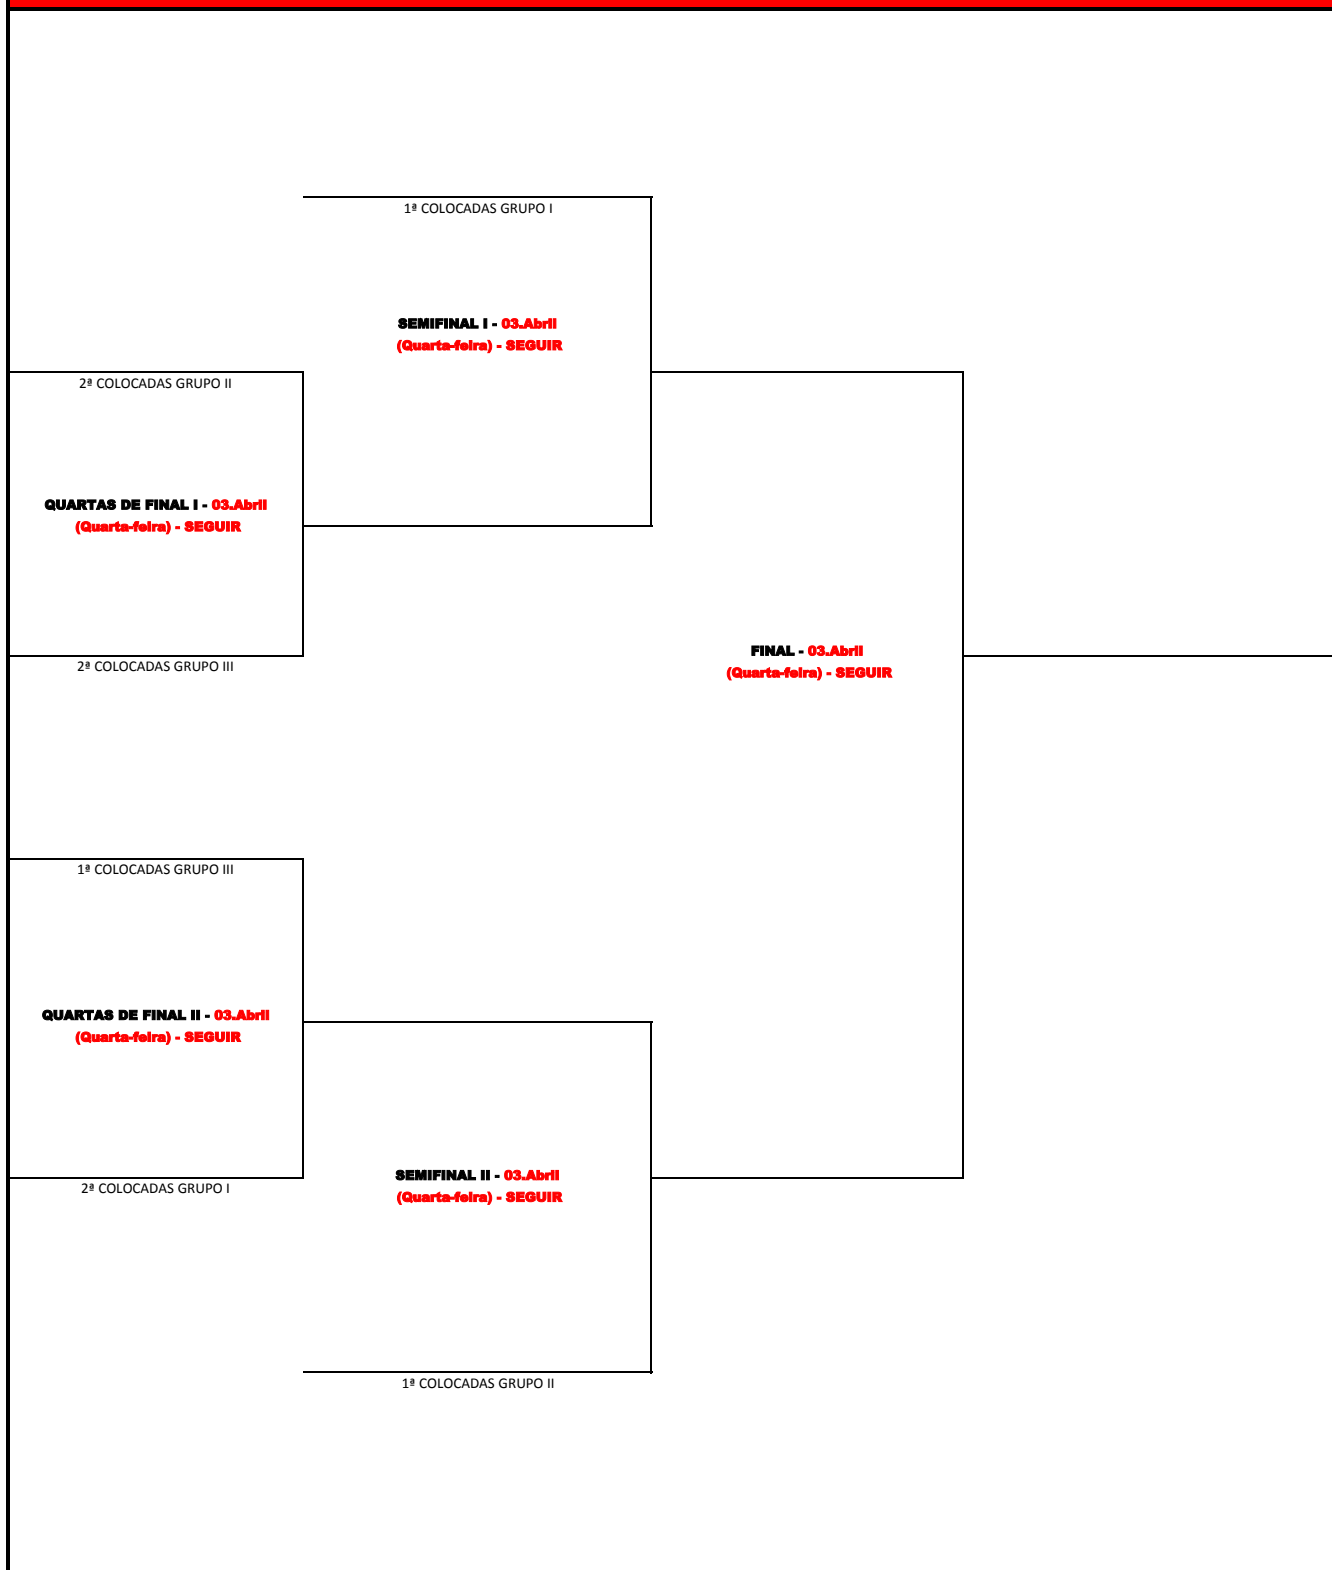 1ª COLOCADAS GRUPO I
SEMIFINAL I - 03.Abril
(Quarta-feira) - SEGUIR
2ª COLOCADAS GRUPO II
QUARTAS DE FINAL I - 03.Abril
(Quarta-feira) - SEGUIR
2ª COLOCADAS GRUPO III
FINAL - 03.Abril
(Quarta-feira) - SEGUIR
1ª COLOCADAS GRUPO III
QUARTAS DE FINAL II - 03.Abril
(Quarta-feira) - SEGUIR
2ª COLOCADAS GRUPO I
SEMIFINAL II - 03.Abril
(Quarta-feira) - SEGUIR
1ª COLOCADAS GRUPO II